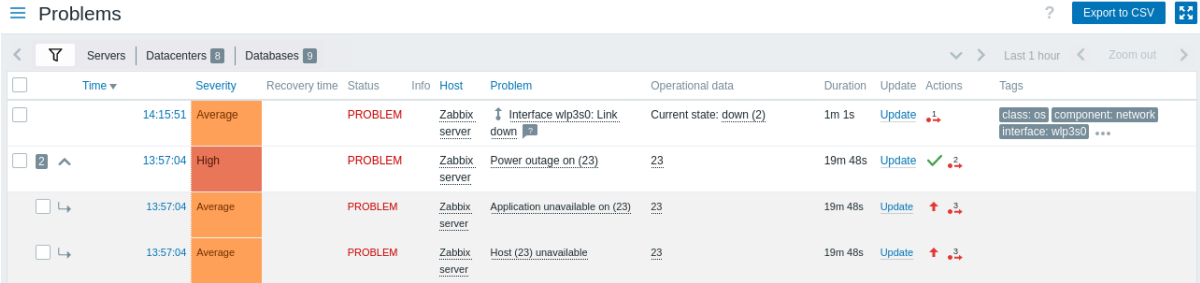 Problems ? Export to CSV
Servers Datacenters 8 Databases 9 Last 1 hour Zoom out
Time Severity Recovery time Status Info Host Problem Operational data Duration Update Actions Tags
14:15:51 Average PROBLEM Zabbix Interface wlp3s0: Link Current state: down (2) 1m 1s Update 1 class: os component: network
server down ? interface: wlp3s0 •••
2 13:57:04 High PROBLEM Zabbix Power outage on (23) 23 19m 48s Update 2
server
13:57:04 Average PROBLEM Zabbix Application unavailable on (23) 23 19m 48s Update 3
server
13:57:04 Average PROBLEM Zabbix Host (23) unavailable 23 19m 48s Update 3
server